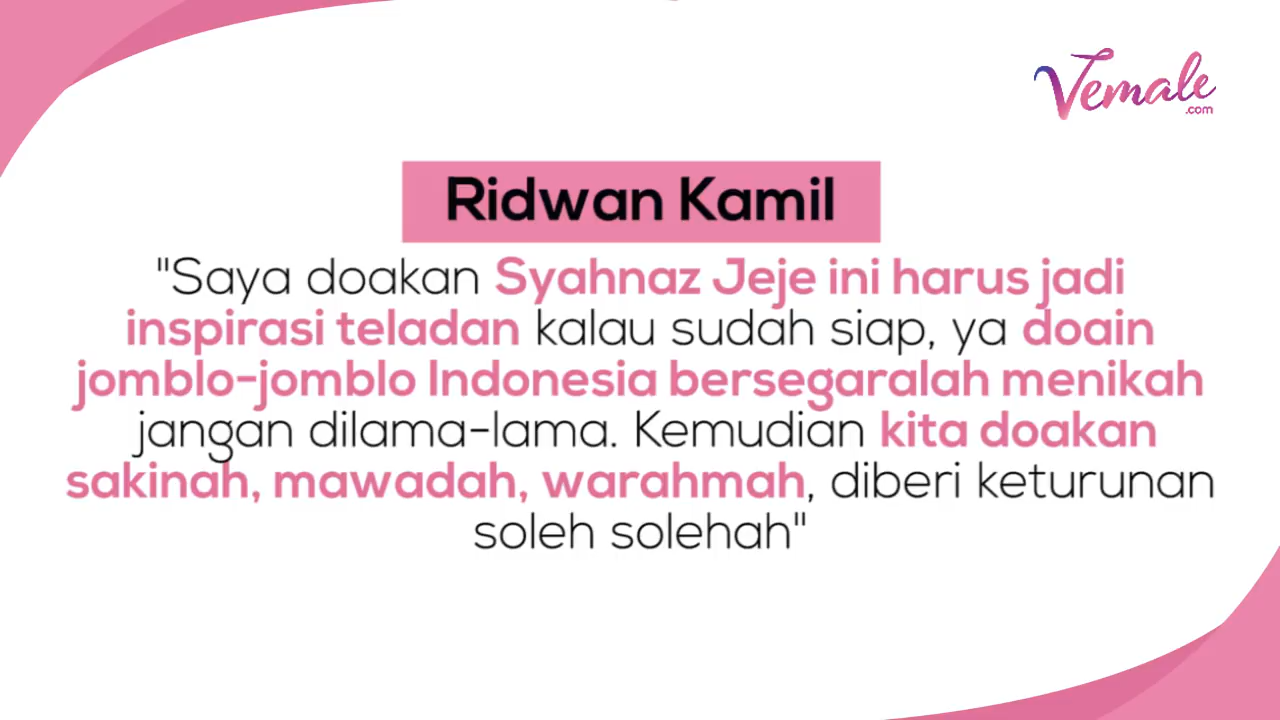 Vemale
.com
Ridwan Kamil
"Saya doakan Syahnaz Jeje ini harus jadi
inspirasi teladan kalau sudah siap, ya doain
jomblo-jomblo Indonesia bersegaralah menikah
jangan dilama-lama. Kemudian kita doakan
sakinah, mawadah, warahmah, diberi keturunan
soleh solehah"